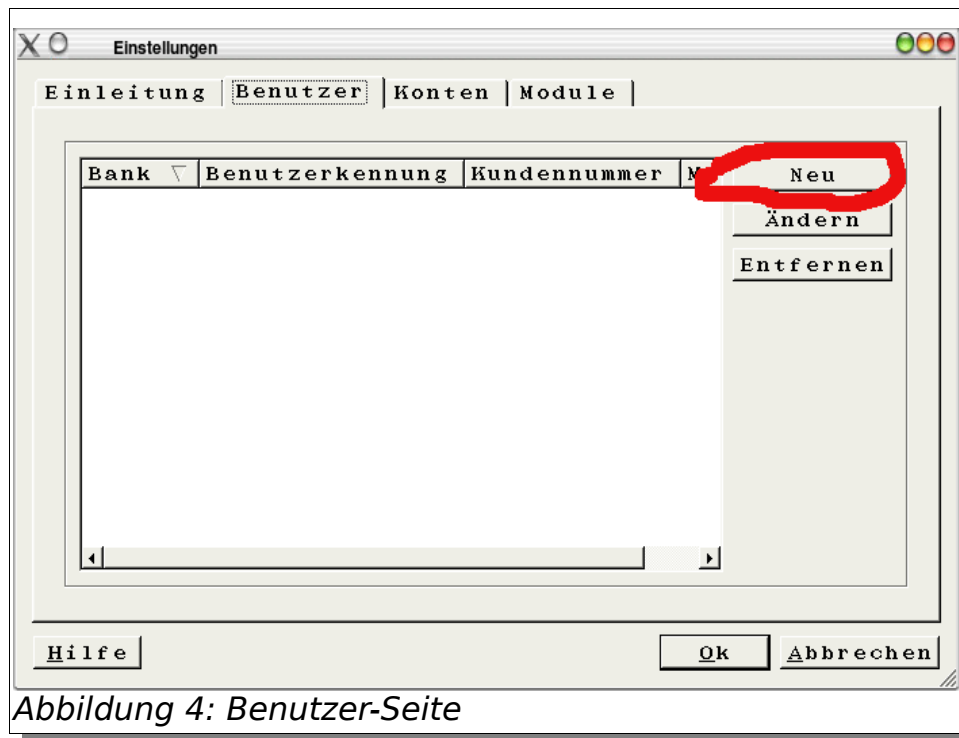 Einstellungen
Einleitung Benutzer Konten Module
Bank Benutzerkennung Kundennummer
Neu
Ändern
Entfernen
Hilfe Ok Abbrechen
Abbildung 4: Benutzer-Seite